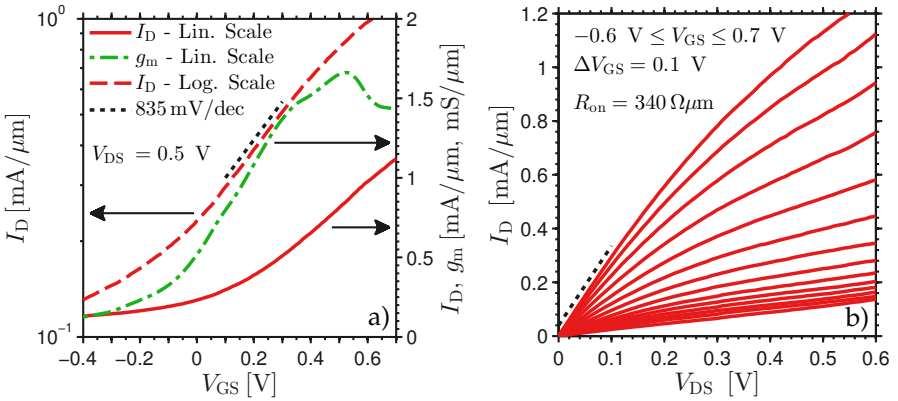 I_D - Lin. Scale
g_m - Lin. Scale
I_D - Log. Scale
835 mV/dec
V_DS = 0.5 V
a)
10^0
10^-1
I_D [mA/μm]
2
1.5
1
0.5
0
I_D, g_m [mA/μm, mS/μm]
−0.4 −0.2 0 0.2 0.4 0.6
V_GS [V]
−0.6 V ≤ V_GS ≤ 0.7 V
ΔV_GS = 0.1 V
R_on = 340 Ωμm
b)
1.2
1
0.8
0.6
0.4
0.2
0
I_D [mA/μm]
0 0.1 0.2 0.3 0.4 0.5 0.6
V_DS [V]